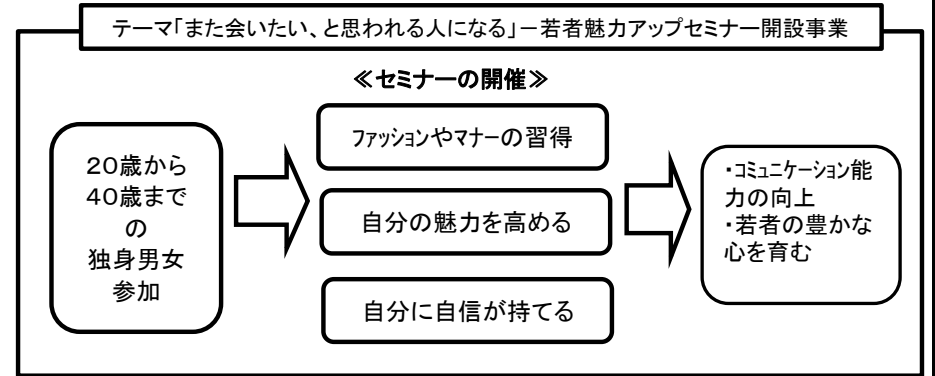 テーマ「また会いたい、と思われる人になる」－若者魅力アップセミナー開設事業
≪セミナーの開催≫
20歳から
40歳まで
の
独身男女
参加
ファッションやマナーの習得
自分の魅力を高める
自分に自信が持てる
・コミュニケーション能
力の向上
・若者の豊かな
心を育む